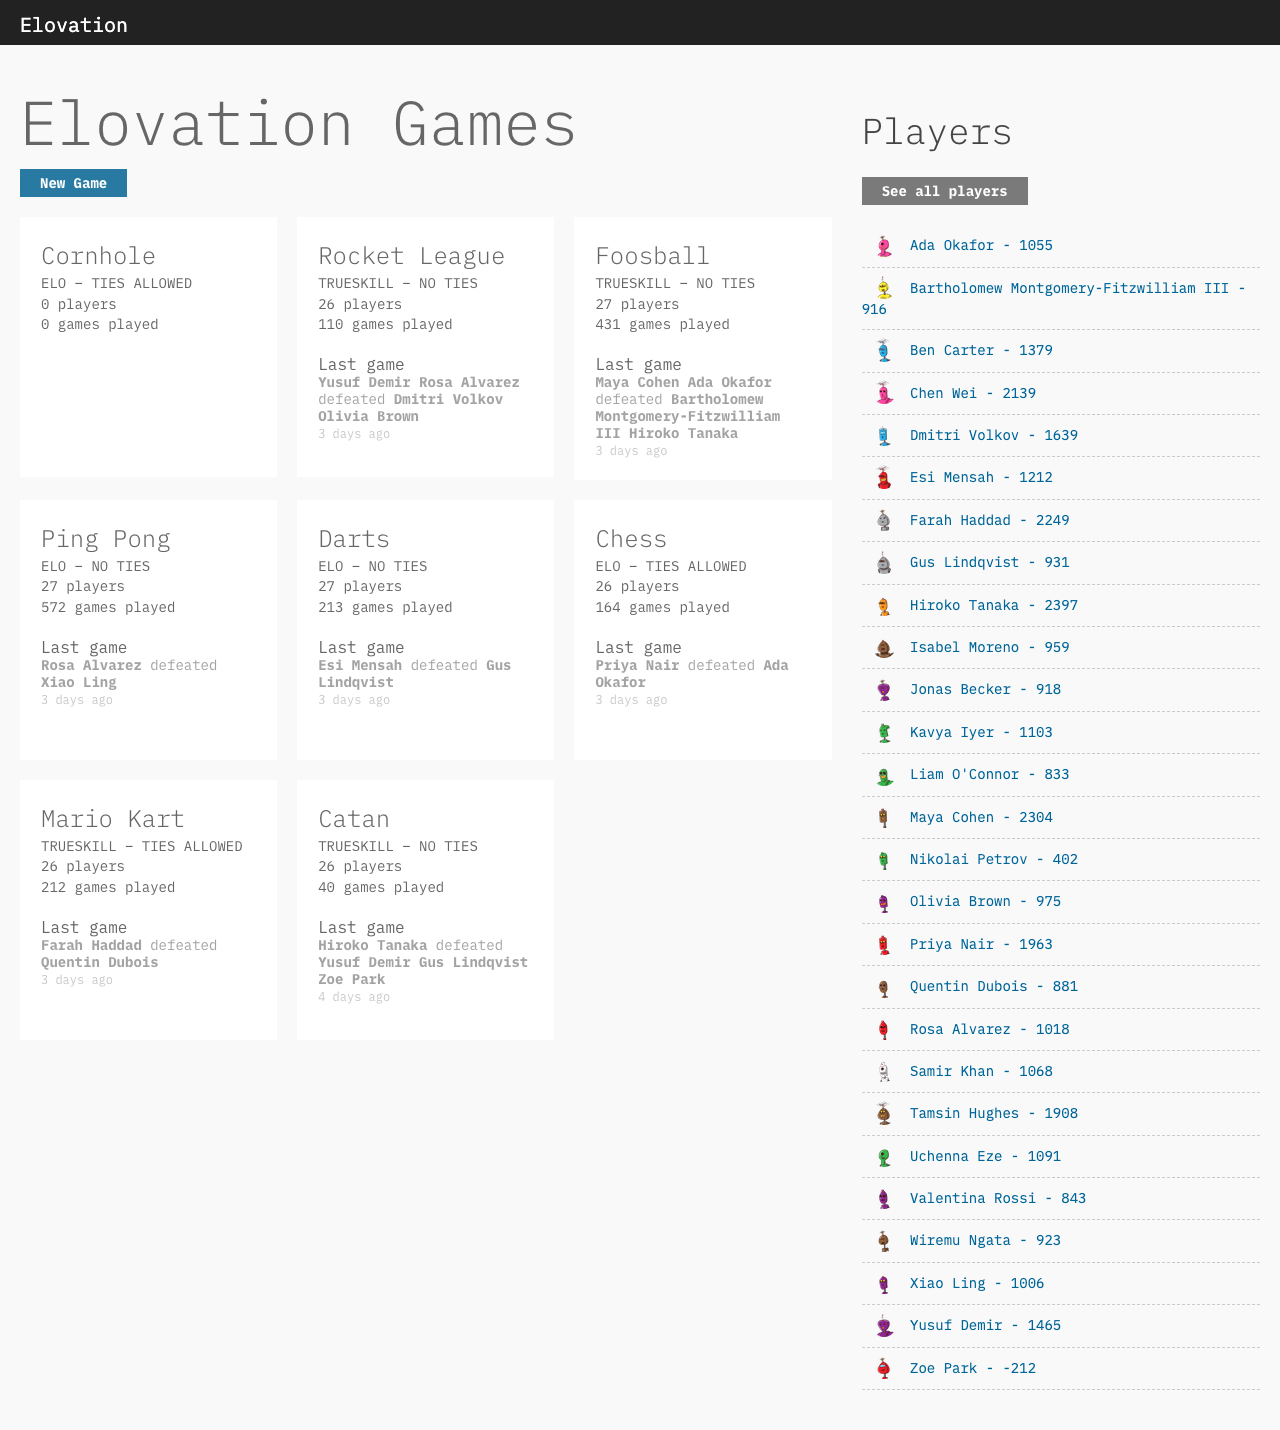 Elovation
Elovation Games
New Game
Cornhole
ELO – TIES ALLOWED
0 players
0 games played
Rocket League
TRUESKILL – NO TIES
26 players
110 games played
Last game
Yusuf Demir Rosa Alvarez
defeated Dmitri Volkov
Olivia Brown
3 days ago
Foosball
TRUESKILL – NO TIES
27 players
431 games played
Last game
Maya Cohen Ada Okafor
defeated Bartholomew
Montgomery-Fitzwilliam
III Hiroko Tanaka
3 days ago
Ping Pong
ELO – NO TIES
27 players
572 games played
Last game
Rosa Alvarez defeated
Xiao Ling
3 days ago
Darts
ELO – NO TIES
27 players
213 games played
Last game
Esi Mensah defeated Gus
Lindqvist
3 days ago
Chess
ELO – TIES ALLOWED
26 players
164 games played
Last game
Priya Nair defeated Ada
Okafor
3 days ago
Mario Kart
TRUESKILL – TIES ALLOWED
26 players
212 games played
Last game
Farah Haddad defeated
Quentin Dubois
3 days ago
Catan
TRUESKILL – NO TIES
26 players
40 games played
Last game
Hiroko Tanaka defeated
Yusuf Demir Gus Lindqvist
Zoe Park
4 days ago
Players
See all players
Ada Okafor - 1055
Bartholomew Montgomery-Fitzwilliam III -
916
Ben Carter - 1379
Chen Wei - 2139
Dmitri Volkov - 1639
Esi Mensah - 1212
Farah Haddad - 2249
Gus Lindqvist - 931
Hiroko Tanaka - 2397
Isabel Moreno - 959
Jonas Becker - 918
Kavya Iyer - 1103
Liam O'Connor - 833
Maya Cohen - 2304
Nikolai Petrov - 402
Olivia Brown - 975
Priya Nair - 1963
Quentin Dubois - 881
Rosa Alvarez - 1018
Samir Khan - 1068
Tamsin Hughes - 1908
Uchenna Eze - 1091
Valentina Rossi - 843
Wiremu Ngata - 923
Xiao Ling - 1006
Yusuf Demir - 1465
Zoe Park - -212